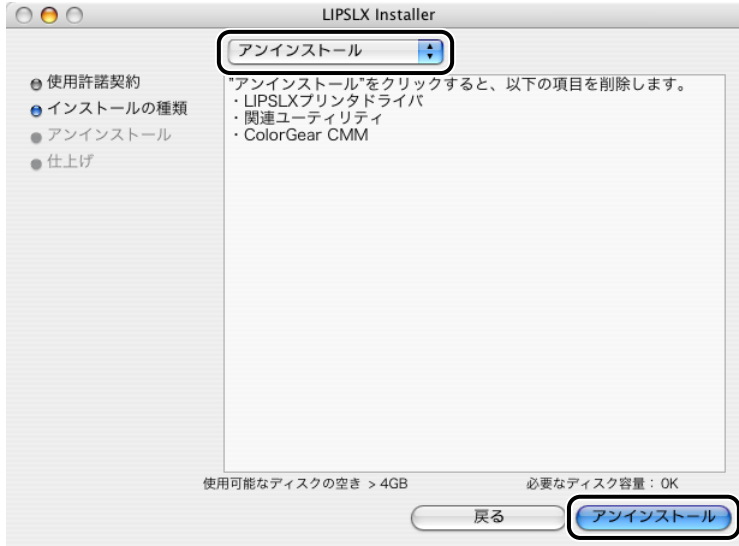 LIPSLX Installer
アンインストール
使用許諾契約
インストールの種類
アンインストール
仕上げ
"アンインストール"をクリックすると、以下の項目を削除します。
・LIPSLXプリンタドライバ
・関連ユーティリティ
・ColorGear CMM
使用可能なディスクの空き > 4GB
必要なディスク容量： 0K
戻る
アンインストール